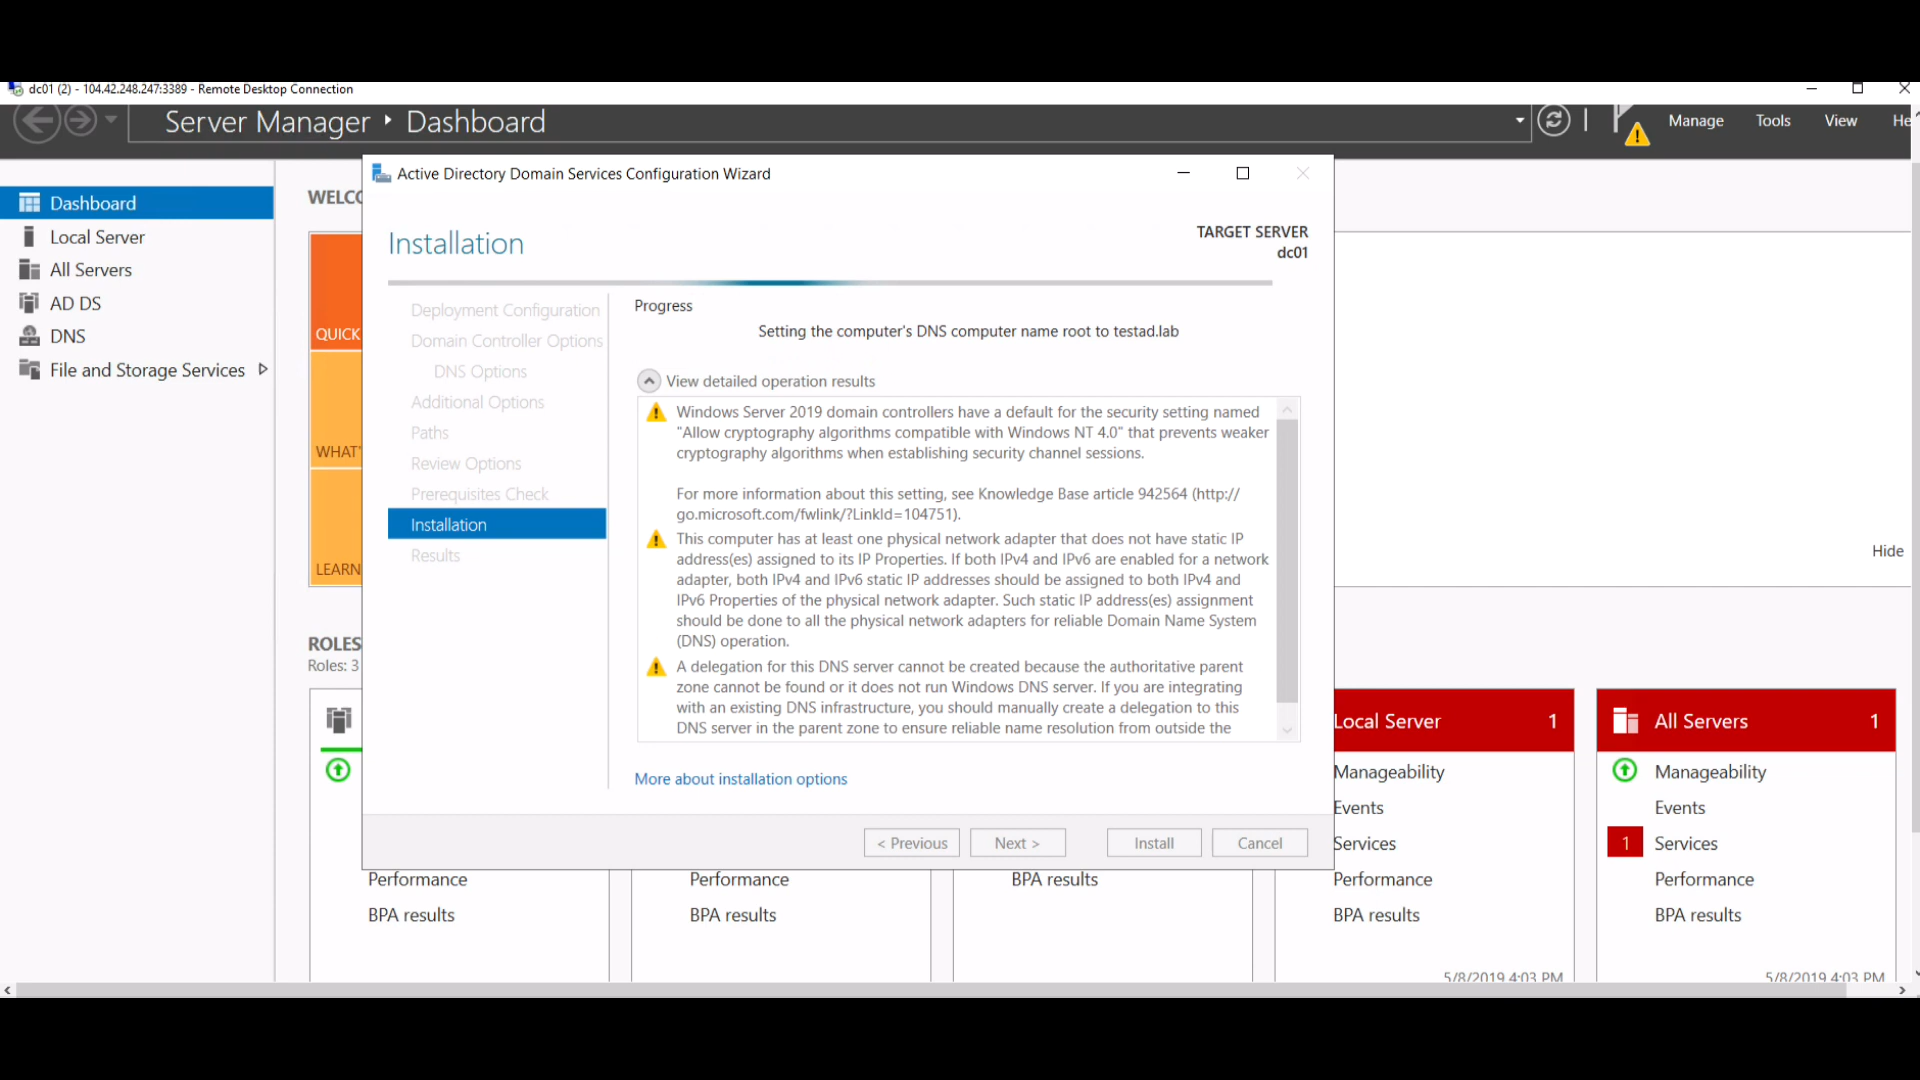 dc01 (2) - 104.42.248.247:3389 - Remote Desktop Connection
Server Manager ‣ Dashboard
Manage Tools View He
Dashboard
Local Server
All Servers
AD DS
DNS
File and Storage Services
WELCO
QUICK
WHAT'
LEARN
Hide
ROLES
Roles: 3
Active Directory Domain Services Configuration Wizard
Installation
TARGET SERVER
dc01
Deployment Configuration
Domain Controller Options
DNS Options
Additional Options
Paths
Review Options
Prerequisites Check
Installation
Results
Progress
Setting the computer's DNS computer name root to testad.lab
View detailed operation results
Windows Server 2019 domain controllers have a default for the security setting named
"Allow cryptography algorithms compatible with Windows NT 4.0" that prevents weaker
cryptography algorithms when establishing security channel sessions.
For more information about this setting, see Knowledge Base article 942564 (http://
go.microsoft.com/fwlink/?LinkId=104751).
This computer has at least one physical network adapter that does not have static IP
address(es) assigned to its IP Properties. If both IPv4 and IPv6 are enabled for a network
adapter, both IPv4 and IPv6 static IP addresses should be assigned to both IPv4 and
IPv6 Properties of the physical network adapter. Such static IP address(es) assignment
should be done to all the physical network adapters for reliable Domain Name System
(DNS) operation.
A delegation for this DNS server cannot be created because the authoritative parent
zone cannot be found or it does not run Windows DNS server. If you are integrating
with an existing DNS infrastructure, you should manually create a delegation to this
DNS server in the parent zone to ensure reliable name resolution from outside the
More about installation options
< Previous Next > Install Cancel
Performance
BPA results
Performance
BPA results
BPA results
Local Server 1
Manageability
Events
Services
Performance
BPA results
5/8/2019 4:03 PM
All Servers 1
Manageability
Events
1 Services
Performance
BPA results
5/8/2019 4:03 PM